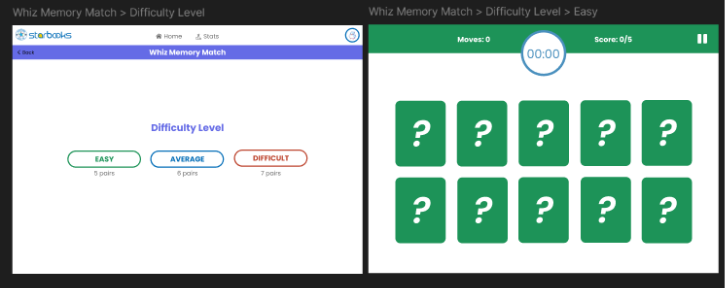 Whiz Memory Match > Difficulty Level
starbooks
Home
Stats
< Back
Whiz Memory Match
Difficulty Level
EASY
AVERAGE
DIFFICULT
5 pairs
6 pairs
7 pairs
Whiz Memory Match > Difficulty Level > Easy
Moves: 0
00:00
Score: 0/5
? ? ? ? ?
? ? ? ? ?